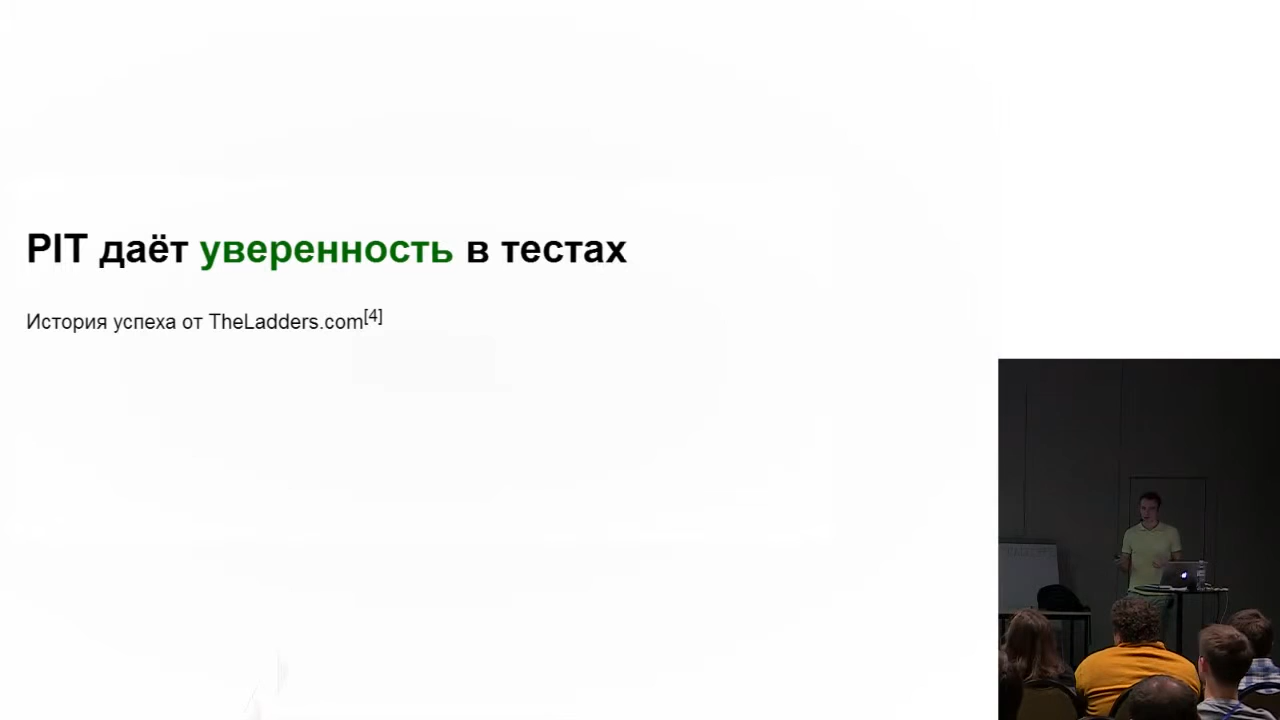 PIT даёт уверенность в тестах
История успеха от TheLadders.com[4]